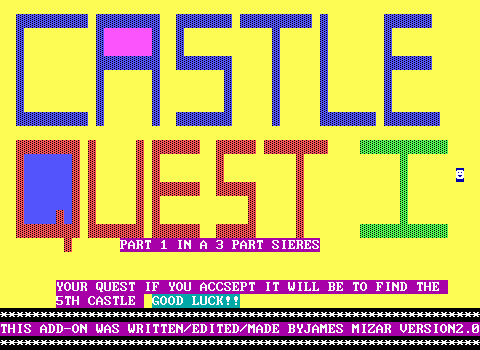 CASTLE
QUEST I
PART 1 IN A 3 PART SIERES
YOUR QUEST IF YOU ACCSEPT IT WILL BE TO FIND THE
5TH CASTLE GOOD LUCK!!
THIS ADD-ON WAS WRITTEN/EDITED/MADE BYJAMES MIZAR VERSION2.0